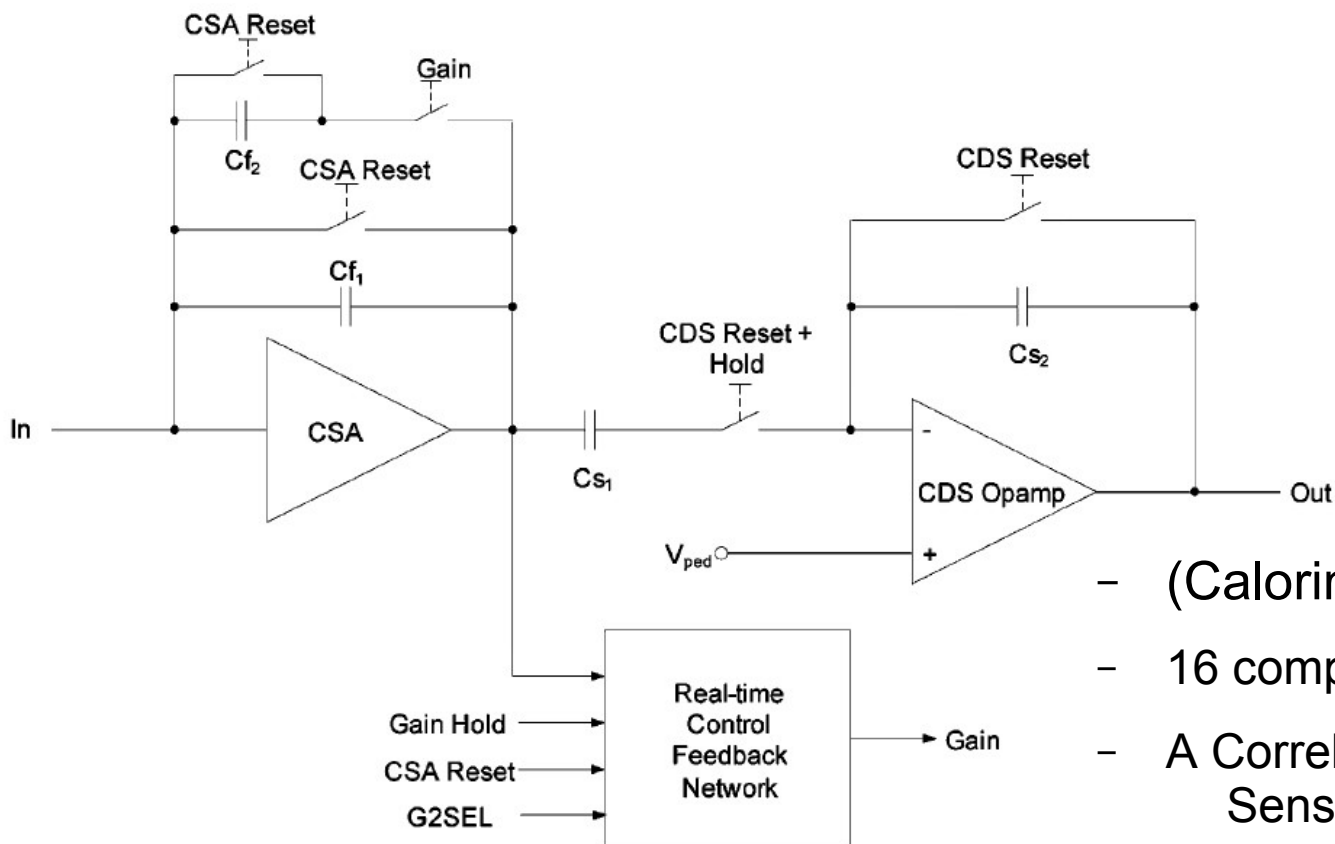 CSA Reset
Gain
Cf₂
CSA Reset
CDS Reset
Cf₁
CDS Reset +
Hold
Cs₂
In
CSA
Cs₁
-
CDS Opamp
Out
Vped
+
- (Calorin
- 16 comp
Real-time
Control
Feedback
Network
Gain Hold
CSA Reset
G2SEL
Gain
- A Correl
Sens